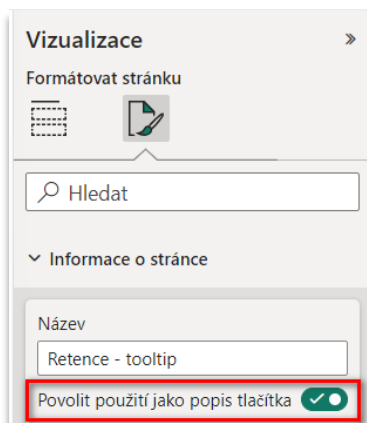 Vizualizace
Formátovat stránku
Hledat
Informace o stránce
Název
Retence - tooltip
Povolit použití jako popis tlačítka